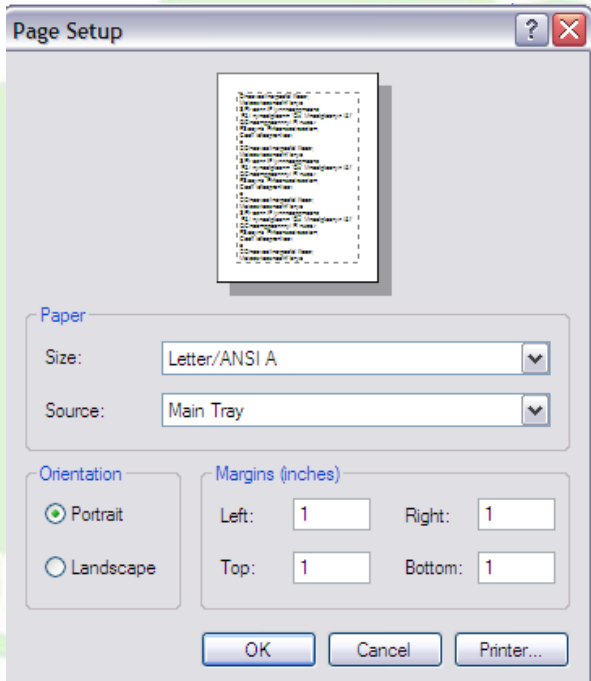 Page Setup
Paper
Size: Letter/ANSI A
Source: Main Tray
Orientation
Portrait
Landscape
Margins (inches)
Left: 1 Right: 1
Top: 1 Bottom: 1
OK Cancel Printer...